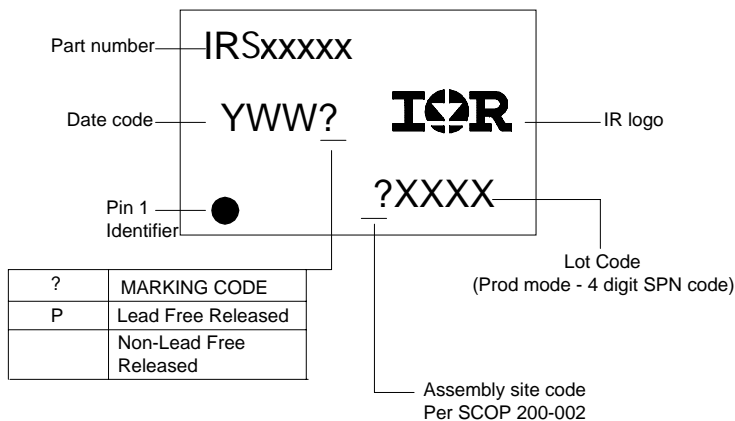 Part number
IRSxxxxx
Date code
YWW?
IOR
IR logo
Pin 1
Identifier
?XXXX
Lot Code
(Prod mode - 4 digit SPN code)
? MARKING CODE
P Lead Free Released
Non-Lead Free
Released
Assembly site code
Per SCOP 200-002